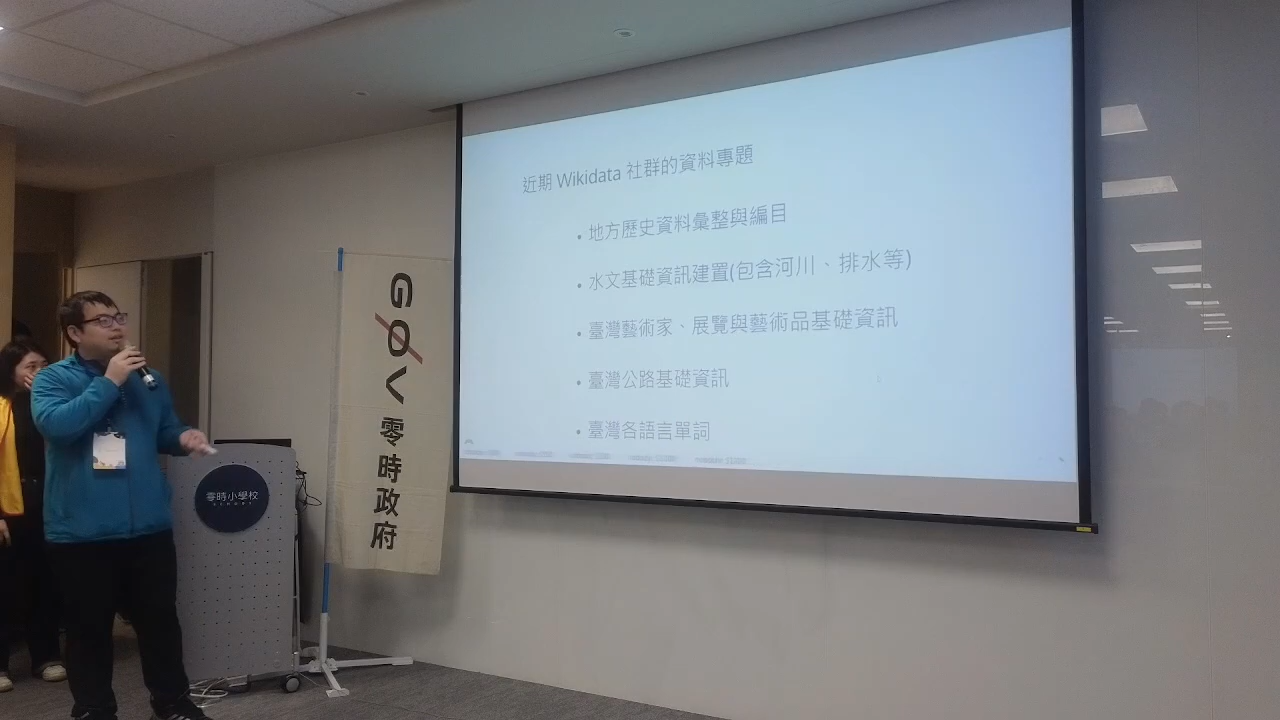 近期 Wikidata 社群的資料專題
• 地方歷史資料彙整與編目
• 水文基礎資訊建置(包含河川、排水等)
• 臺灣藝術家、展覽與藝術品基礎資訊
• 臺灣公路基礎資訊
• 臺灣各語言單詞
GØV
零時政府
零時小學校